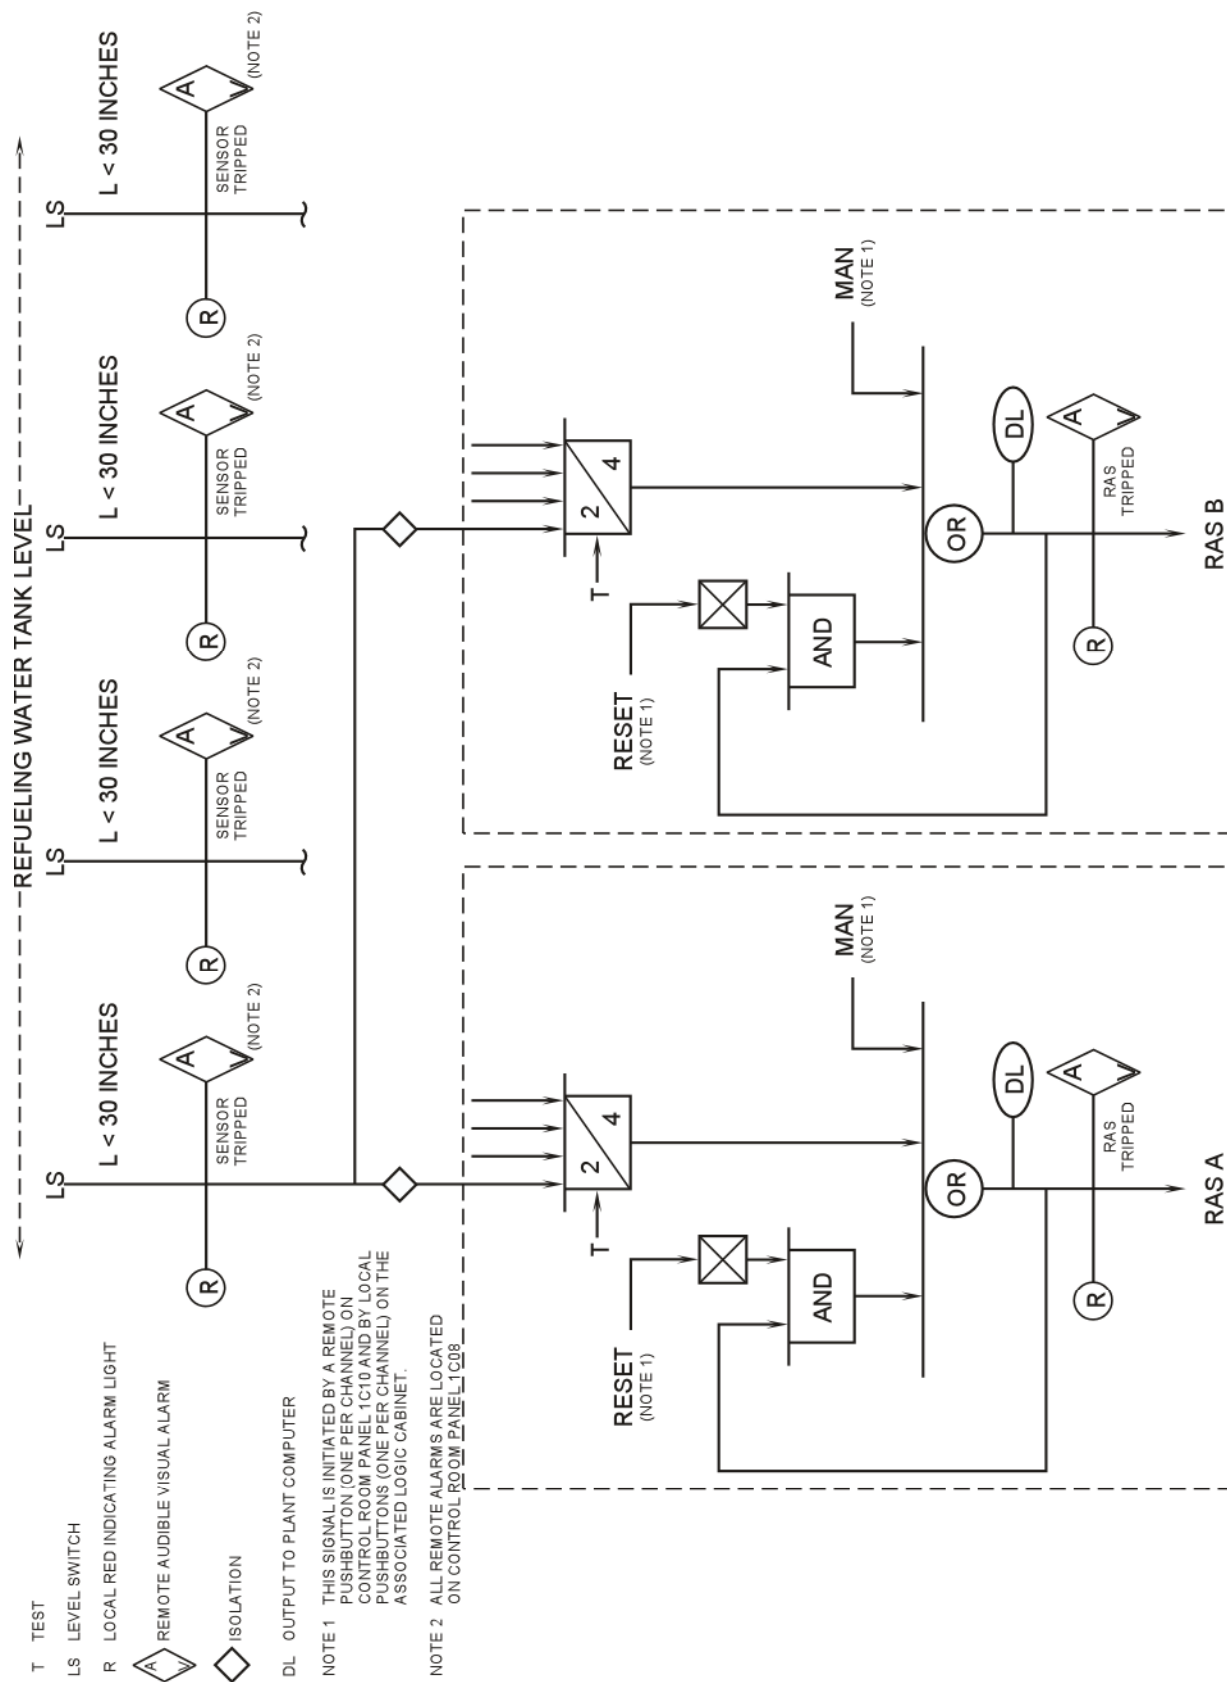 REFUELING WATER TANK LEVEL
LS
LS
LS
LS
L < 30 INCHES
L < 30 INCHES
L < 30 INCHES
L < 30 INCHES
R
A
V
SENSOR
TRIPPED
(NOTE 2)
R
A
V
SENSOR
TRIPPED
(NOTE 2)
R
A
V
SENSOR
TRIPPED
(NOTE 2)
R
A
V
SENSOR
TRIPPED
(NOTE 2)
T TEST
LS LEVEL SWITCH
R LOCAL RED INDICATING ALARM LIGHT
A
V
REMOTE AUDIBLE VISUAL ALARM
ISOLATION
DL OUTPUT TO PLANT COMPUTER
NOTE 1 THIS SIGNAL IS INITIATED BY A REMOTE
PUSHBUTTON (ONE PER CHANNEL) ON
CONTROL ROOM PANEL 1C10 AND BY LOCAL
PUSHBUTTONS (ONE PER CHANNEL) ON THE
ASSOCIATED LOGIC CABINET.
NOTE 2 ALL REMOTE ALARMS ARE LOCATED
ON CONTROL ROOM PANEL 1C08
T
2
4
RESET
(NOTE 1)
AND
MAN
(NOTE 1)
OR
DL
R
A
V
RAS
TRIPPED
RAS A
T
2
4
RESET
(NOTE 1)
AND
MAN
(NOTE 1)
OR
DL
R
A
V
RAS
TRIPPED
RAS B